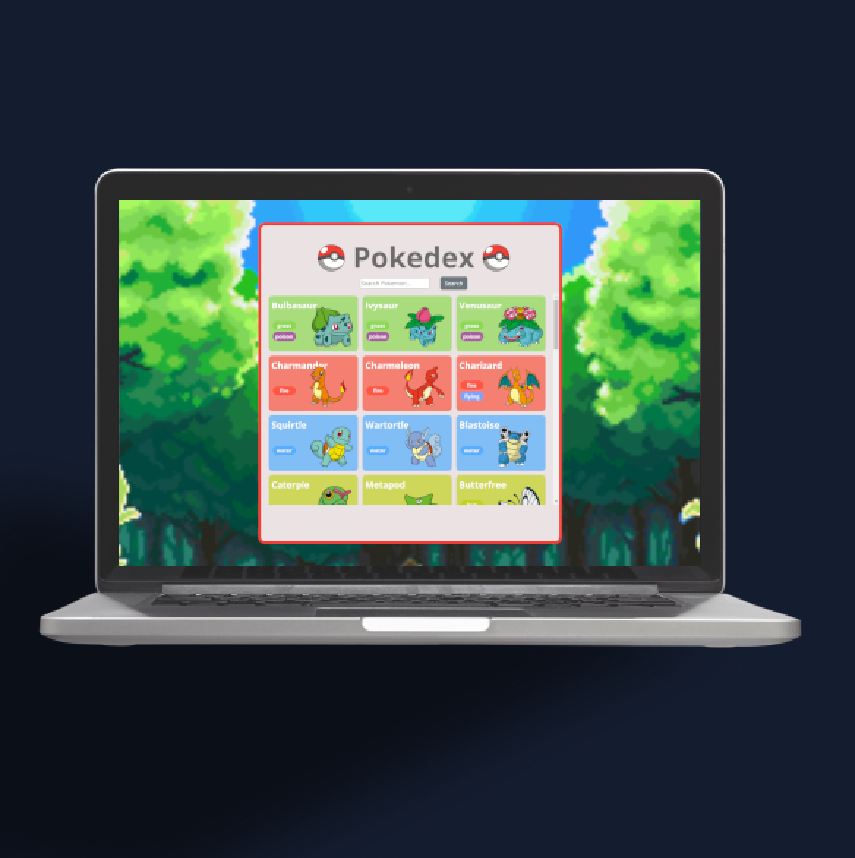 Pokedex
Search Pokemon...
Search
Bulbasaur
grass
poison
Ivysaur
grass
poison
Venusaur
grass
poison
Charmander
fire
Charmeleon
fire
Charizard
fire
flying
Squirtle
water
Wartortle
water
Blastoise
water
Caterpie
Metapod
Butterfree